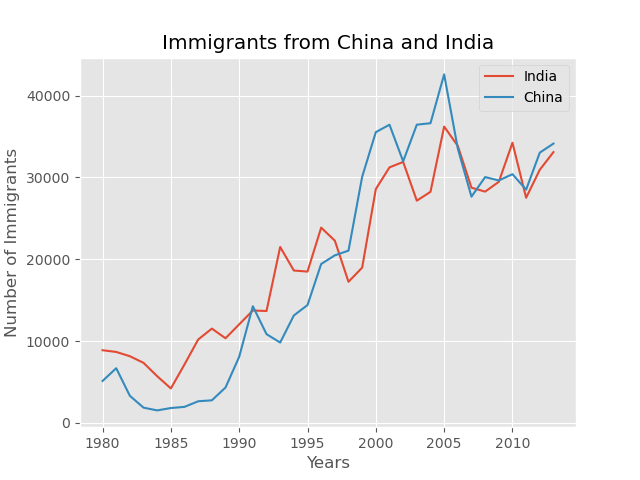 Immigrants from China and India
India
China
40000
30000
20000
10000
0
Number of Immigrants
1980 1985 1990 1995 2000 2005 2010
Years